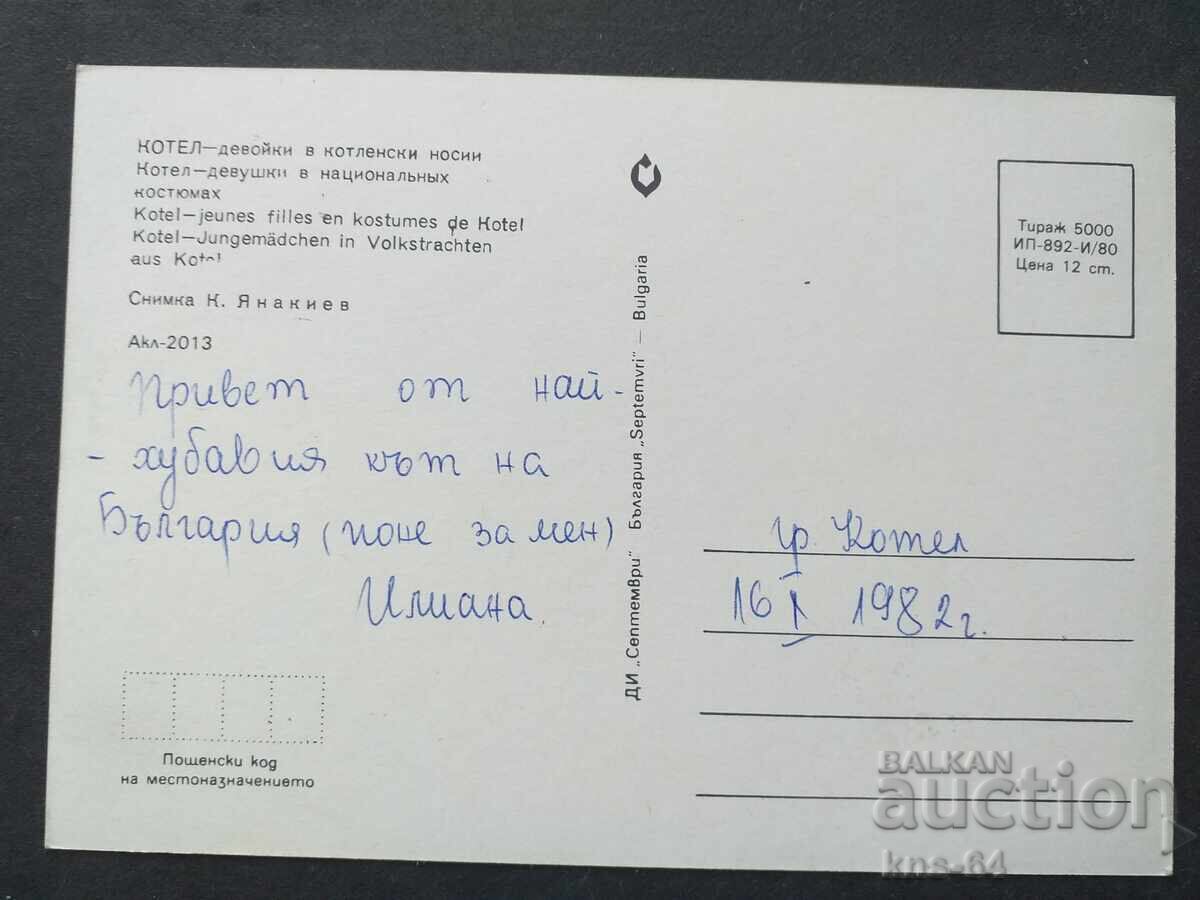 КОТЕЛ—девойки в котленски носии
Котел—девушки в национальных
костюмах
Kotel—jeunes filles en kostumes de Kotel
Kotel—Jungemädchen in Volkstrachten
aus Kotel
Снимка К. Янакиев
Акл-2013
Привет от най-
-хубавия кът на
България (поне за мен)
Илиана.
Пощенски код
на местоназначението
ДИ „Септември" България „Septemvri" — Bulgaria
Тираж 5000
ИП-892-И/80
Цена 12 ст.
гр. Котел
16 1982г.
BALKAN
auction
kns-64